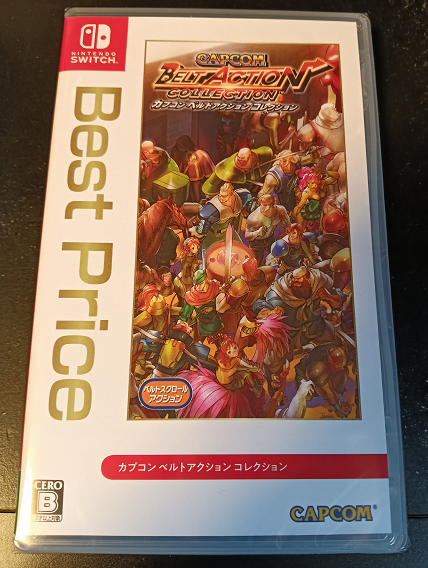 NINTENDO
SWITCH™
Best Price
CAPCOM
BELT ACTION
COLLECTION
カプコン ベルトアクション コレクション
ベルトスクロール
アクション
カプコン ベルトアクション コレクション
CERO
B
CAPCOM®